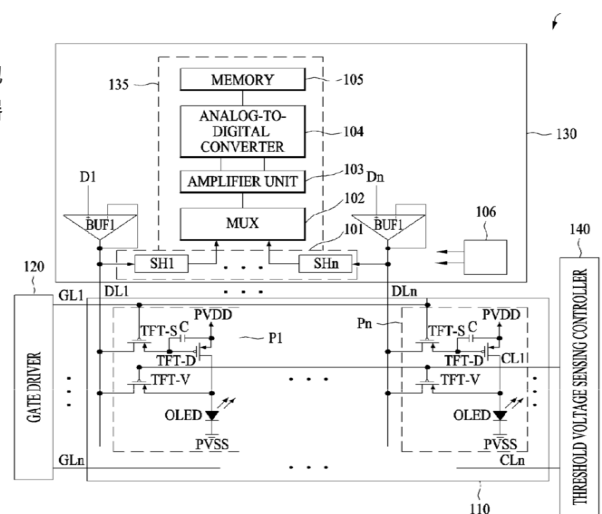 MEMORY
105
135
ANALOG-TO-
DIGITAL
CONVERTER
104
130
103
D1
AMPLIFIER UNIT
Dn
102
BUF1
MUX
BUF1
101
106
140
SH1
SHn
120
GL1
DL1
DLn
PVDD
P1
Pn
PVDD
TFT-S
C
TFT-S
C
TFT-D
TFT-D
CL1
TFT-V
TFT-V
GATE DRIVER
THRESHOLD VOLTAGE SENSING CONTROLLER
OLED
OLED
PVSS
PVSS
GLn
CLn
110